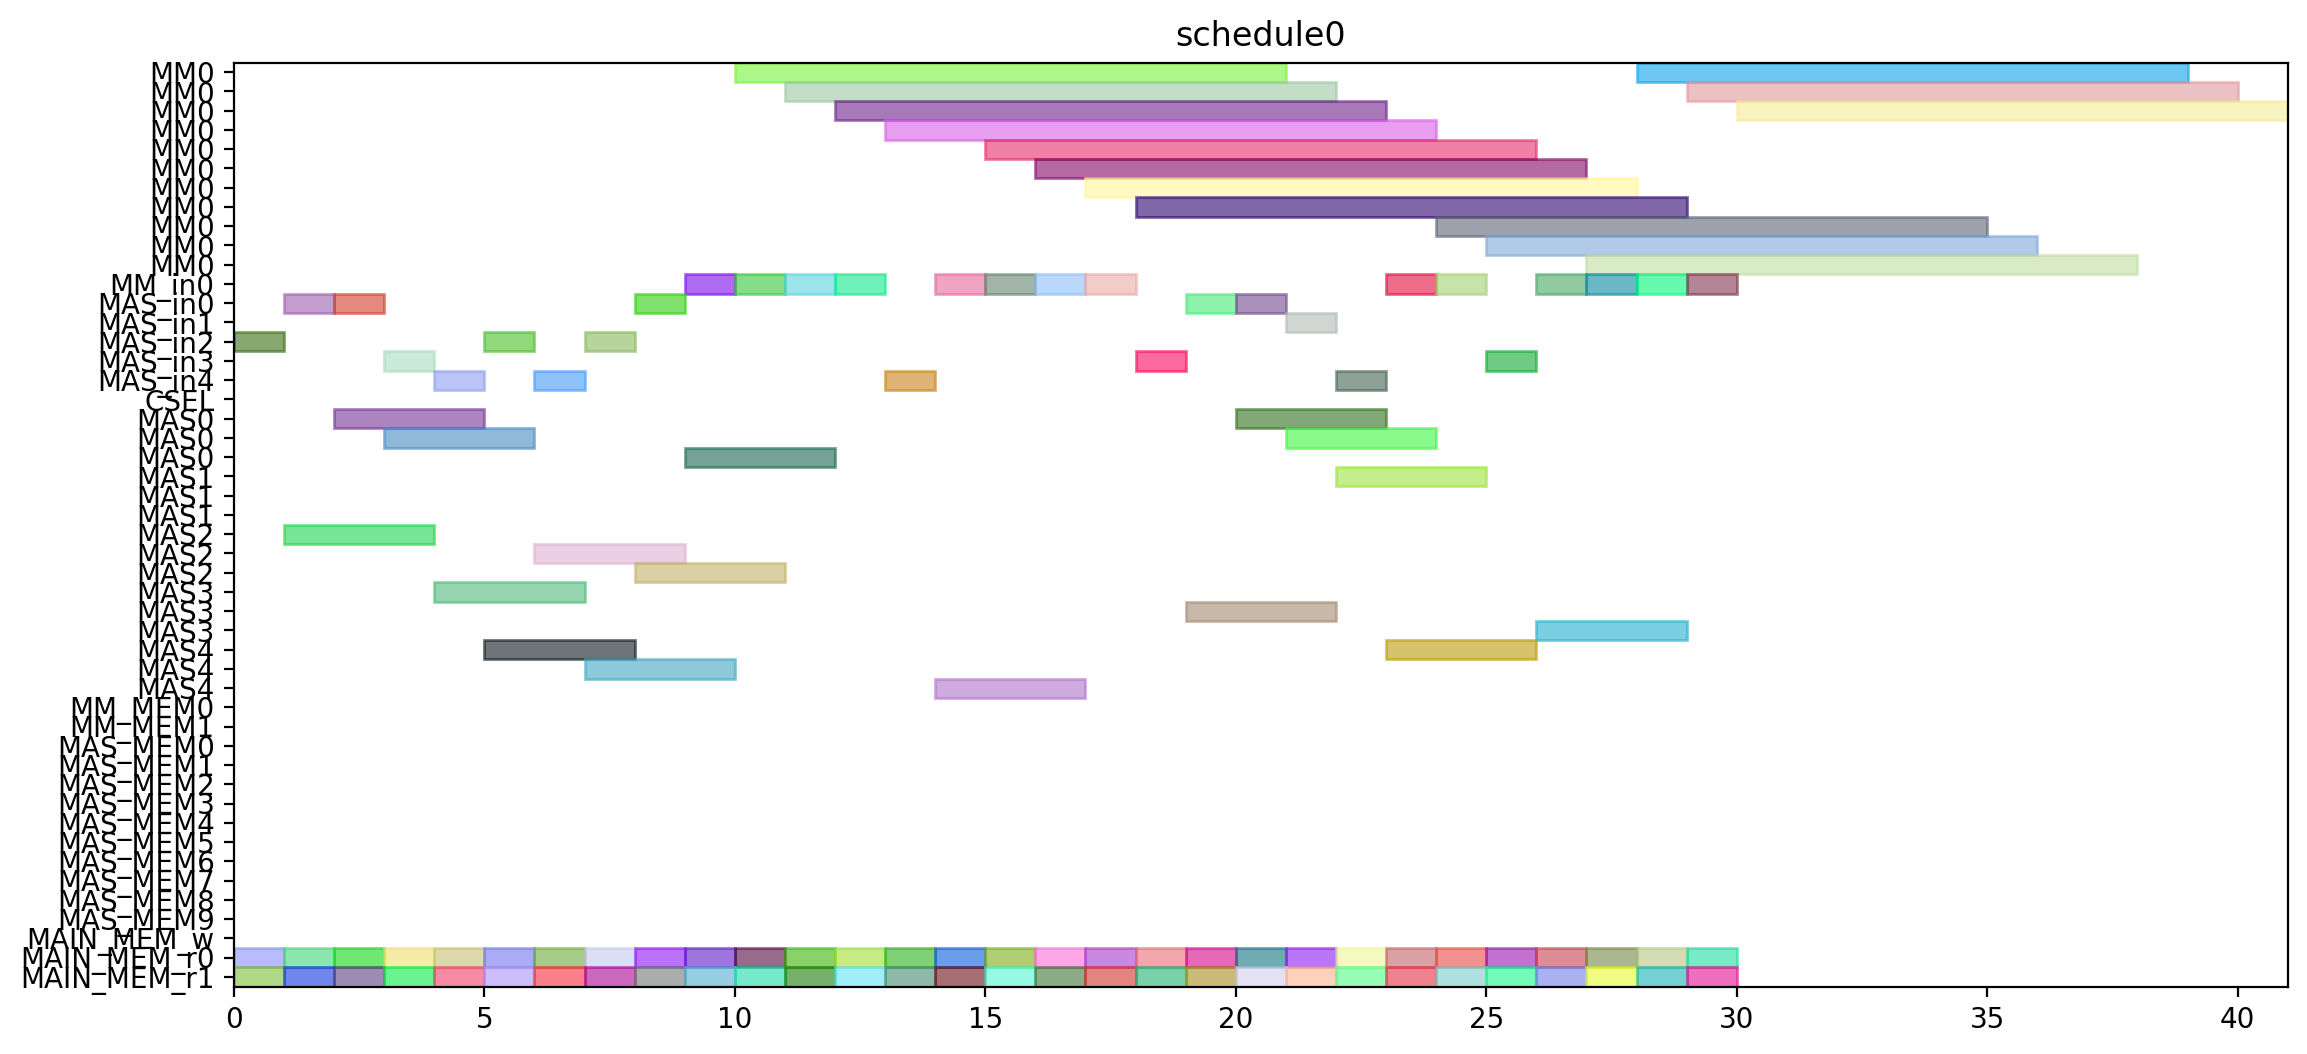 schedule0
MM0
MM0
MM0
MM0
MM0
MM0
MM0
MM0
MM0
MM0
MM0
MM_in0
MAS_in0
MAS_in1
MAS_in2
MAS_in3
MAS_in4
CSEL
MAS0
MAS0
MAS0
MAS1
MAS1
MAS1
MAS2
MAS2
MAS2
MAS3
MAS3
MAS3
MAS4
MAS4
MAS4
MM_MEM0
MM_MEM1
MAS_MEM0
MAS_MEM1
MAS_MEM2
MAS_MEM3
MAS_MEM4
MAS_MEM5
MAS_MEM6
MAS_MEM7
MAS_MEM8
MAS_MEM9
MAIN_MEM_w
MAIN_MEM_r0
MAIN_MEM_r1
0 5 10 15 20 25 30 35 40